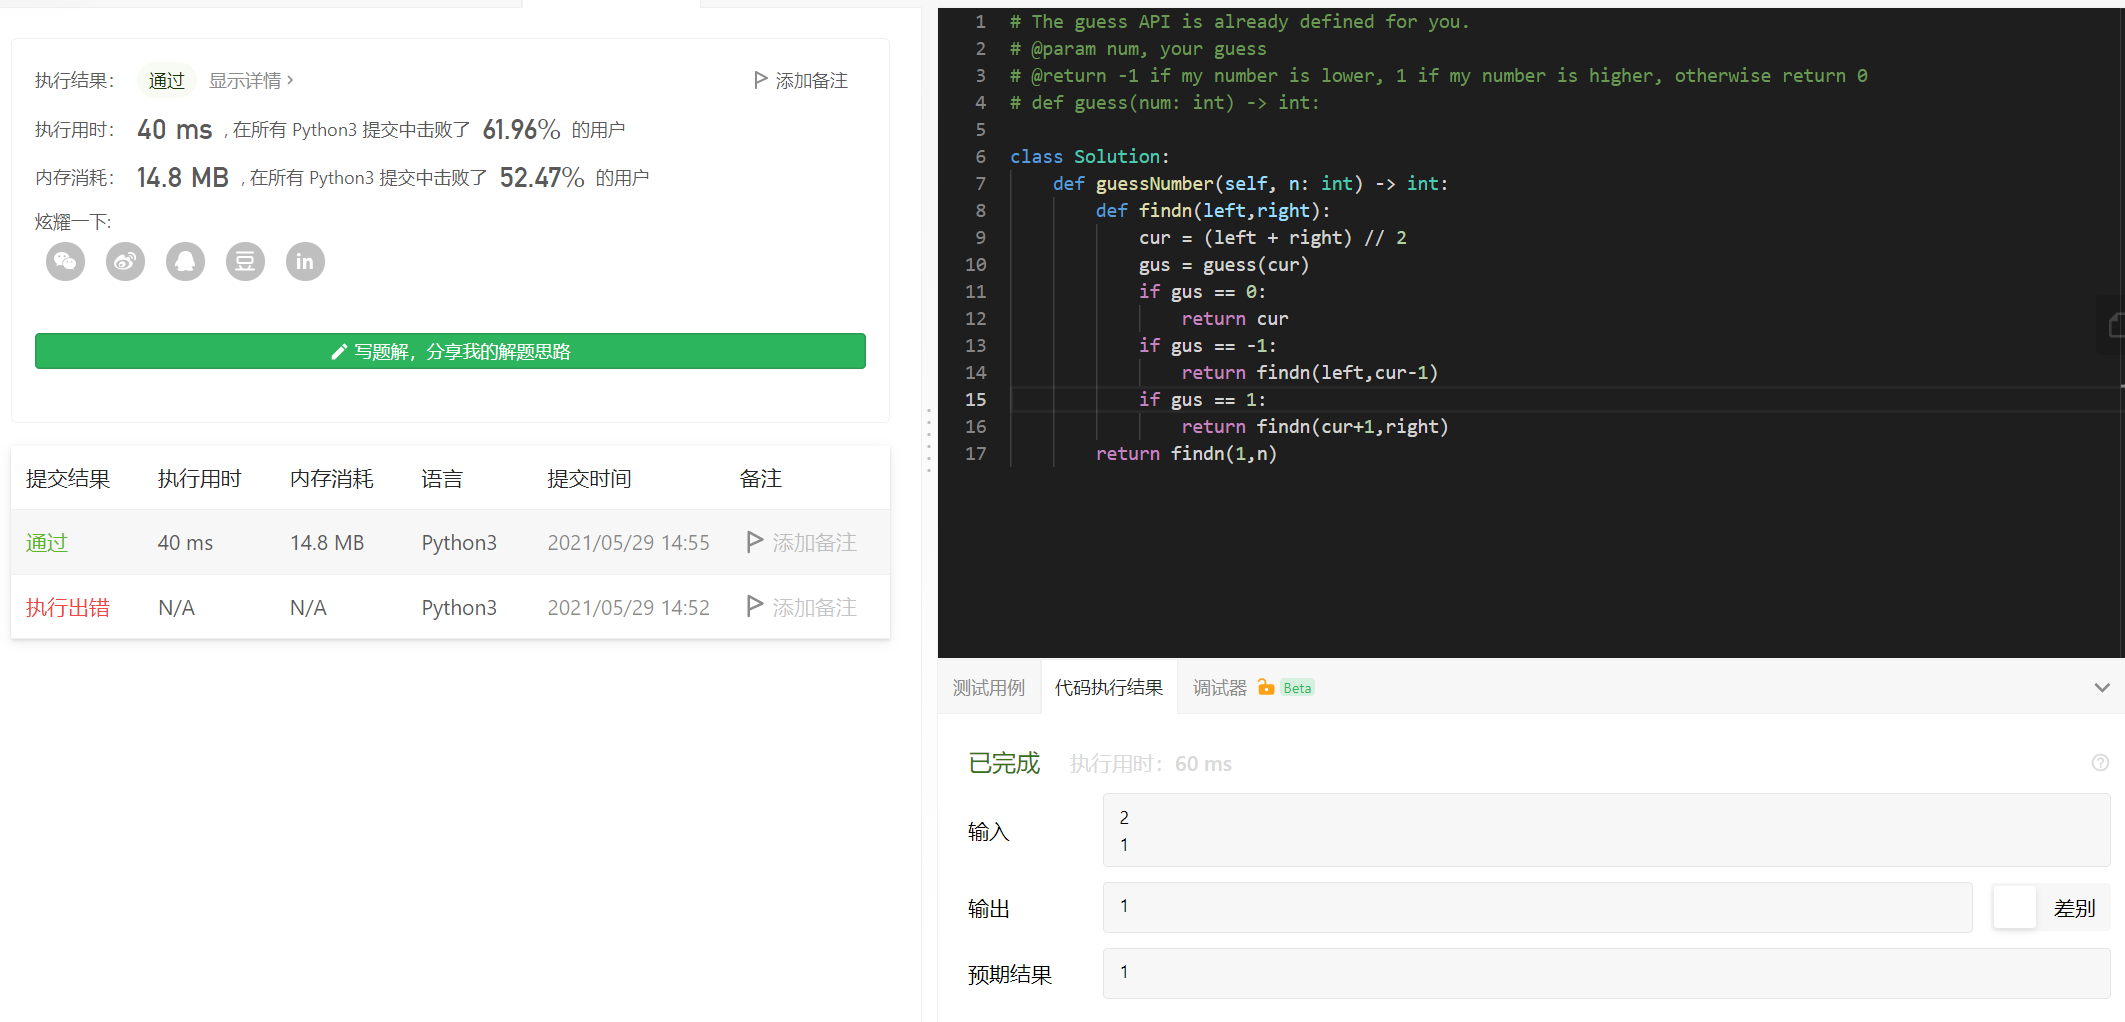 执行结果： 通过 显示详情 > 添加备注
执行用时： 40 ms , 在所有 Python3 提交中击败了 61.96% 的用户
内存消耗： 14.8 MB , 在所有 Python3 提交中击败了 52.47% 的用户
炫耀一下:
豆 in
写题解，分享我的解题思路
提交结果 执行用时 内存消耗 语言 提交时间 备注
通过 40 ms 14.8 MB Python3 2021/05/29 14:55 添加备注
执行出错 N/A N/A Python3 2021/05/29 14:52 添加备注
1 # The guess API is already defined for you.
2 # @param num, your guess
3 # @return -1 if my number is lower, 1 if my number is higher, otherwise return 0
4 # def guess(num: int) -> int:
5
6 class Solution:
7     def guessNumber(self, n: int) -> int:
8         def findn(left,right):
9             cur = (left + right) // 2
10             gus = guess(cur)
11             if gus == 0:
12                 return cur
13             if gus == -1:
14                 return findn(left,cur-1)
15             if gus == 1:
16                 return findn(cur+1,right)
17         return findn(1,n)
测试用例 代码执行结果 调试器 Beta
已完成 执行用时：60 ms
输入
2
1
输出 1 差别
预期结果 1